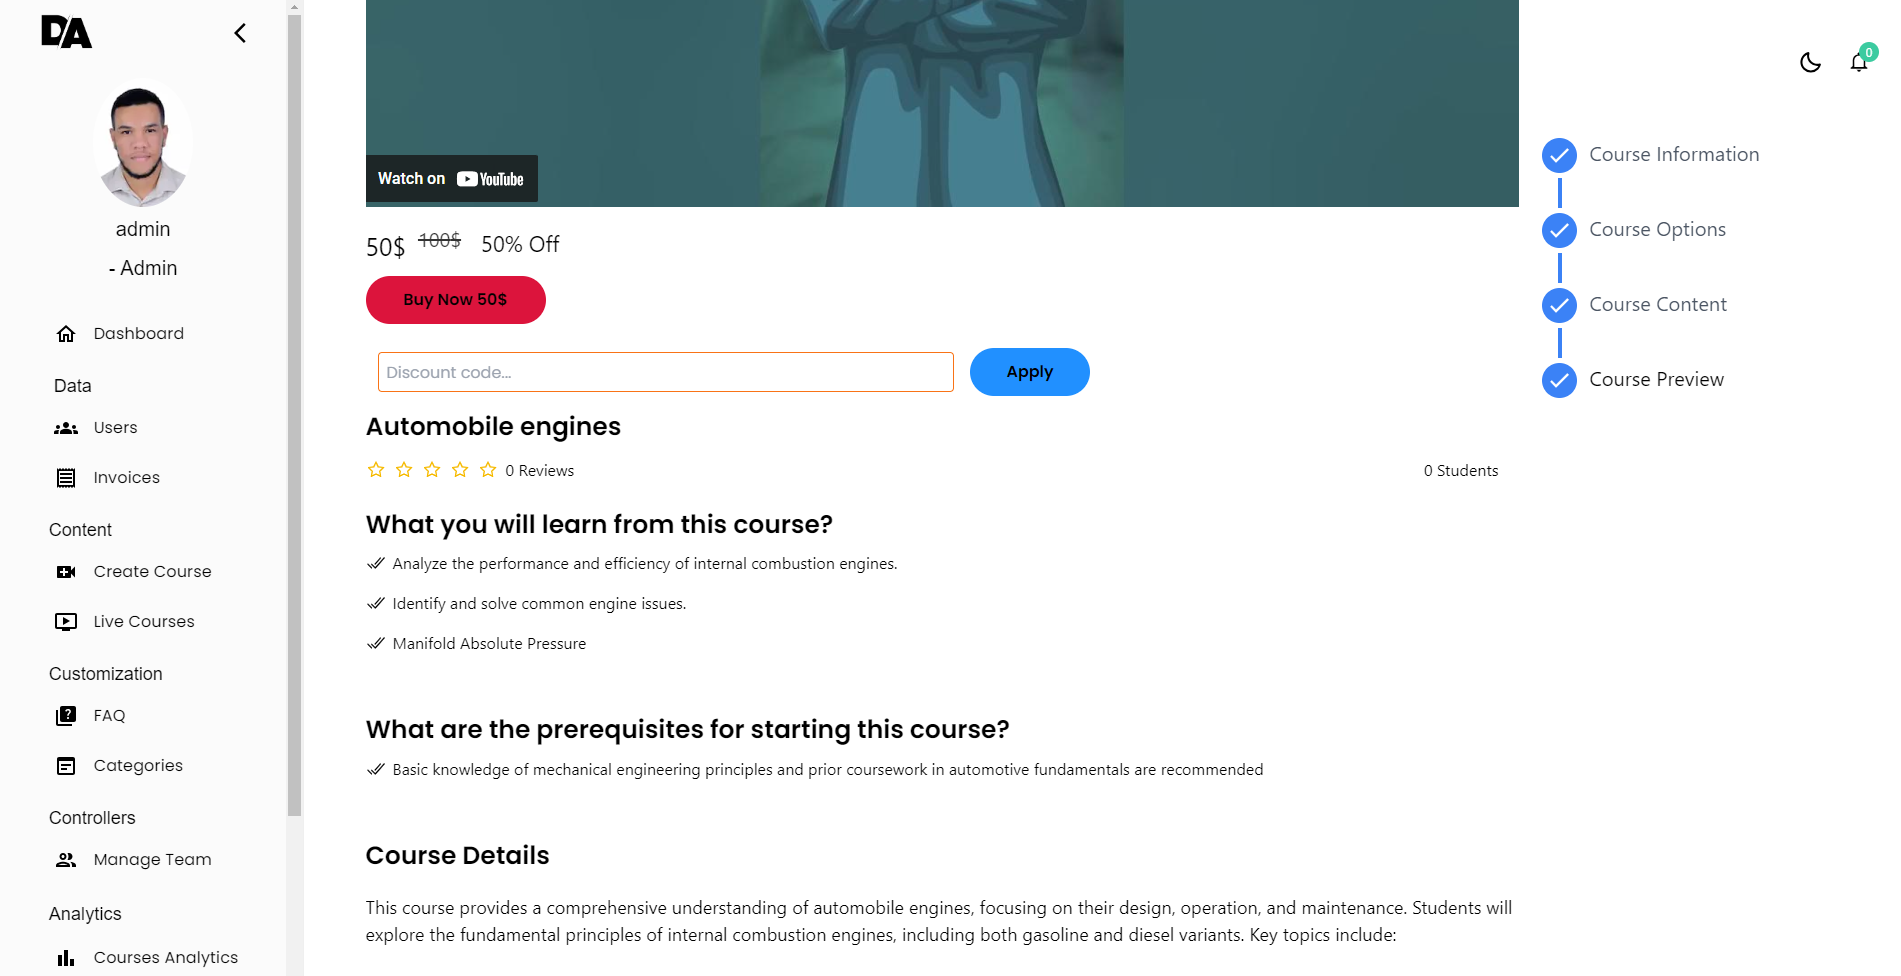 DA
admin
- Admin
Dashboard
Data
Users
Invoices
Content
Create Course
Live Courses
Customization
FAQ
Categories
Controllers
Manage Team
Analytics
Courses Analytics
Watch on YouTube
50$ 100$ 50% Off
Buy Now 50$
Discount code...
Apply
Automobile engines
0 Reviews
0 Students
What you will learn from this course?
Analyze the performance and efficiency of internal combustion engines.
Identify and solve common engine issues.
Manifold Absolute Pressure
What are the prerequisites for starting this course?
Basic knowledge of mechanical engineering principles and prior coursework in automotive fundamentals are recommended
Course Details
This course provides a comprehensive understanding of automobile engines, focusing on their design, operation, and maintenance. Students will
explore the fundamental principles of internal combustion engines, including both gasoline and diesel variants. Key topics include:
0
Course Information
Course Options
Course Content
Course Preview